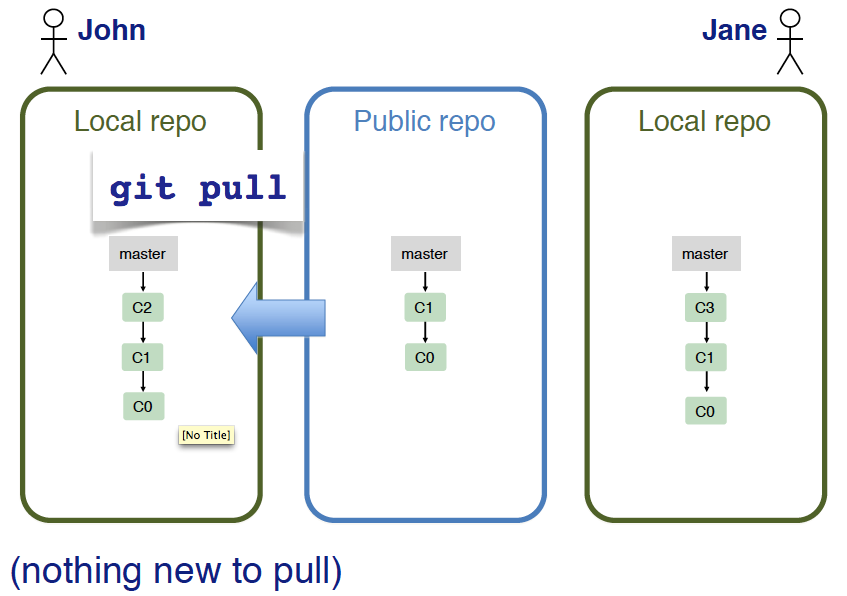 John
Jane
Local repo
Public repo
Local repo
git pull
master
C2
C1
C0
[No Title]
master
C1
C0
master
C3
C1
C0
(nothing new to pull)